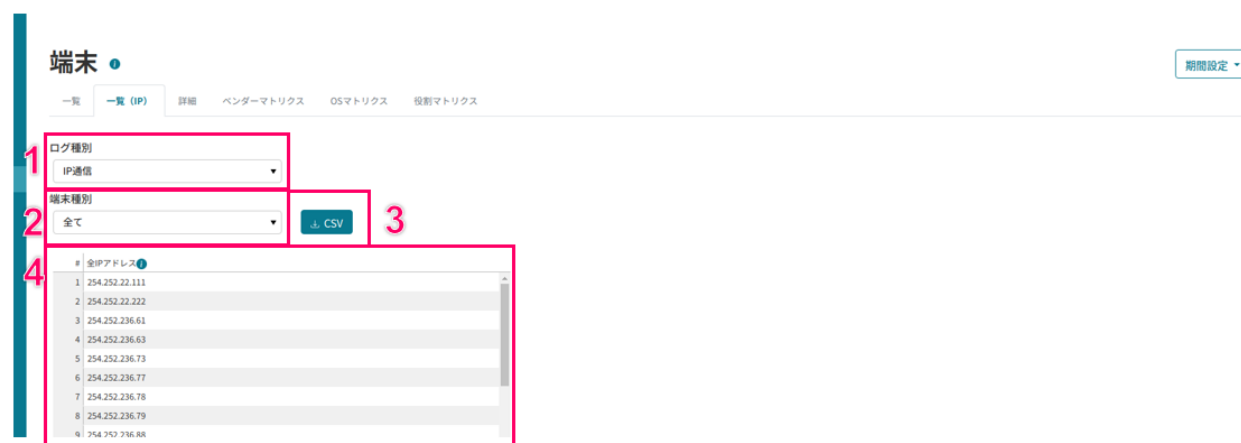 端末
期間設定
一覧 一覧（IP） 詳細 ベンダーマトリクス OSマトリクス 役割マトリクス
1
ログ種別
IP通信
2
端末種別
全て
CSV
3
4
# 全IPアドレス
1 254.252.22.111
2 254.252.22.222
3 254.252.236.61
4 254.252.236.63
5 254.252.236.73
6 254.252.236.77
7 254.252.236.78
8 254.252.236.79
9 254.252.236.88